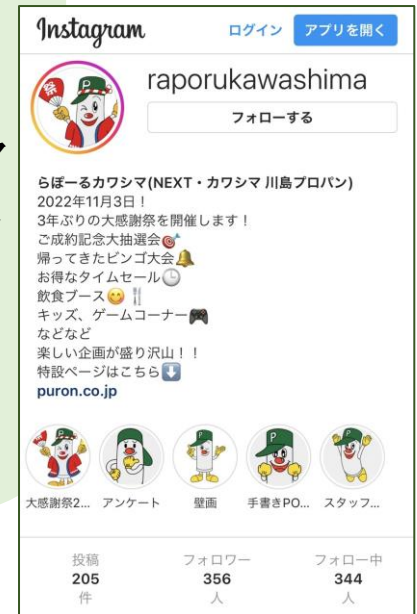 Instagram
ログイン
アプリを開く
祭
P
raporukawashima
フォローする
らぽーるカワシマ(NEXT・カワシマ 川島プロパン)
2022年11月3日！
3年ぶりの大感謝祭を開催します！
ご成約記念大抽選会🎯
帰ってきたビンゴ大会🔔
お得なタイムセール🕒
飲食ブース😋🍴
キッズ、ゲームコーナー🎮
などなど
楽しい企画が盛り沢山！！
特設ページはこちら⬇️
puron.co.jp
大感謝祭2... アンケート 壁画 手書きPO... スタッフ...
投稿 フォロワー フォロー中
205 356 344
件 人 人